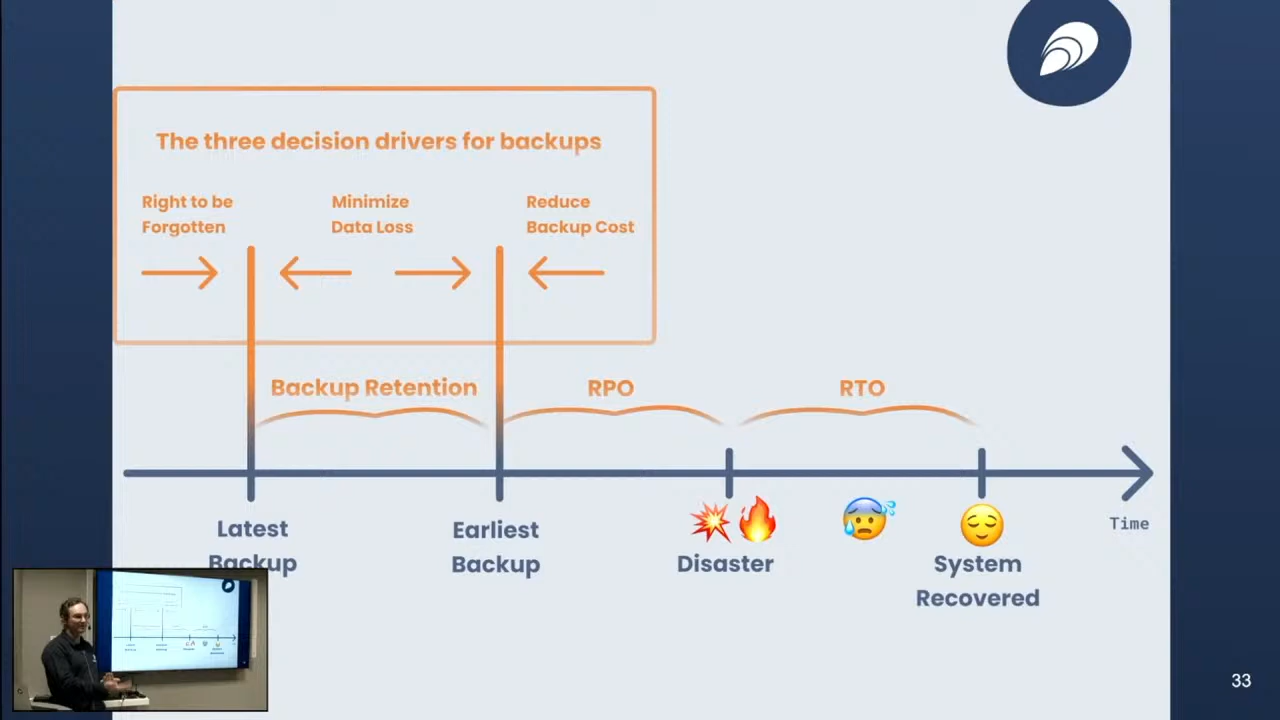 The three decision drivers for backups
Right to be
Forgotten
Minimize
Data Loss
Reduce
Backup Cost
Backup Retention
RPO
RTO
Latest
Backup
Earliest
Backup
Disaster
System
Recovered
Time
33